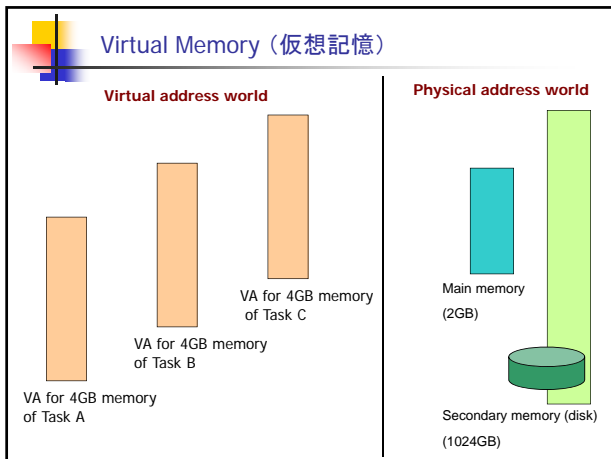 Virtual Memory (仮想記憶)
Virtual address world
Physical address world
VA for 4GB memory
of Task A
VA for 4GB memory
of Task B
VA for 4GB memory
of Task C
Main memory
(2GB)
Secondary memory (disk)
(1024GB)